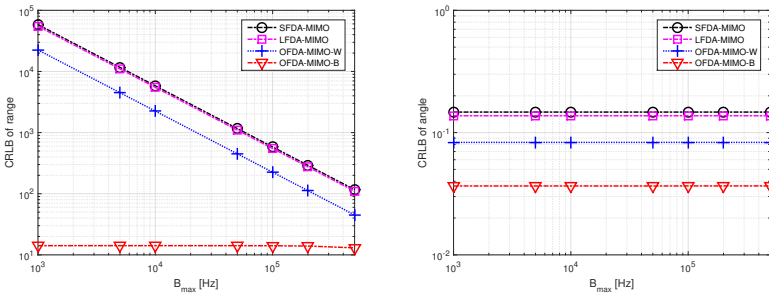 10^5
10^4
10^3
10^2
10^1
CRLB of range
10^3
10^4
10^5
B_max [Hz]
SFDA-MIMO
LFDA-MIMO
OFDA-MIMO-W
OFDA-MIMO-B
10^0
10^-1
10^-2
CRLB of angle
10^3
10^4
10^5
B_max [Hz]
SFDA-MIMO
LFDA-MIMO
OFDA-MIMO-W
OFDA-MIMO-B